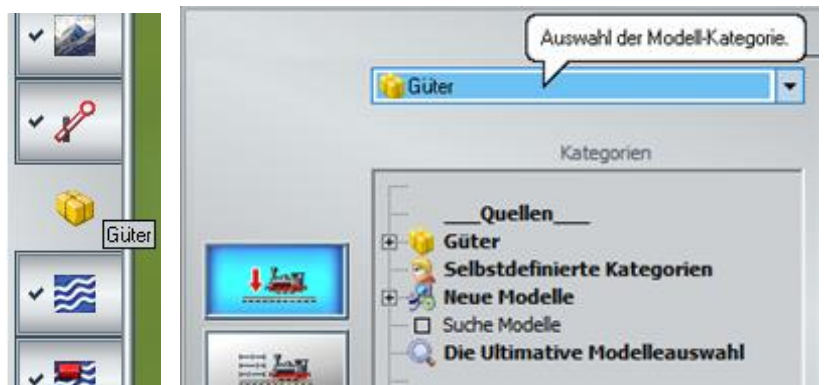 Güter
Auswahl der Modell-Kategorie.
Güter
Kategorien
___Quellen___
Güter
Selbstdefinierte Kategorien
Neue Modelle
Suche Modelle
Die Ultimative Modelleauswahl